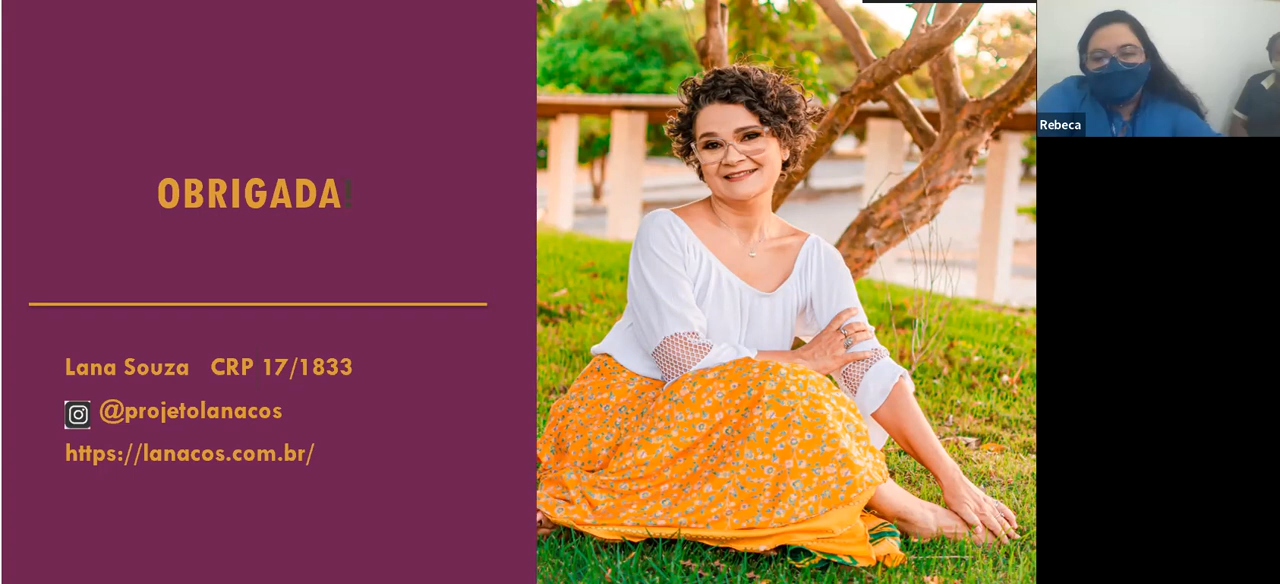 OBRIGADA!
Lana Souza CRP 17/1833
@projetolanacos
https://lanacos.com.br/
Rebeca